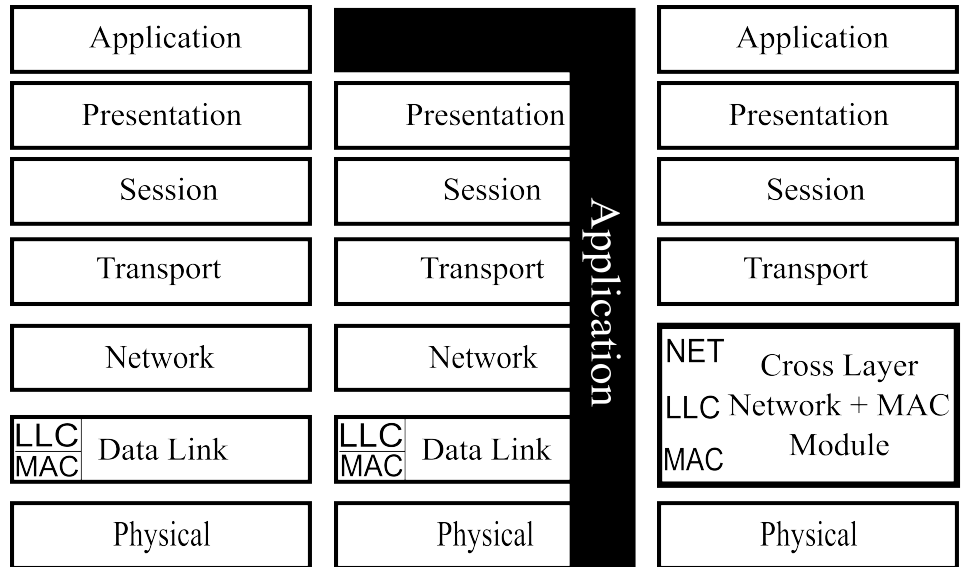 Application
Presentation
Session
Transport
Network
LLC
MAC
Data Link
Physical
Presentation
Session
Transport
Network
LLC
MAC
Data Link
Physical
Application
Application
Presentation
Session
Transport
NET
LLC
MAC
Cross Layer
Network + MAC
Module
Physical